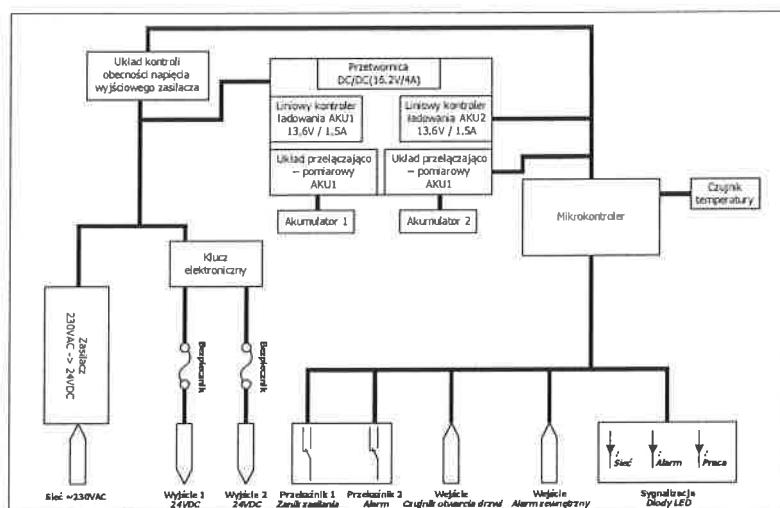 Układ kontroli
obecności napięcia
wyjściowego zasilacza
Przetwornica
DC/DC(16.2V/4A)
Liniowy kontroler
ładowania AKU1
13,6V / 1,5A
Liniowy kontroler
ładowania AKU2
13,6V / 1,5A
Układ przełączająco
– pomiarowy
AKU1
Układ przełączająco
– pomiarowy
AKU1
Akumulator 1
Akumulator 2
Mikrokontroler
Czujnik
temperatury
Klucz
elektroniczny
Zasilacz
230VAC -> 24VDC
Bezpiecznik
Bezpiecznik
Sieć
Alarm
Praca
Sieć ~230VAC
Wyjście 1
24VDC
Wyjście 2
24VDC
Przekaźnik 1
Zanik zasilania
Przekaźnik 2
Alarm
Wejście
Czujnik otwarcia drzwi
Wejście
Alarm zewnętrzny
Sygnalizacja
Diody LED